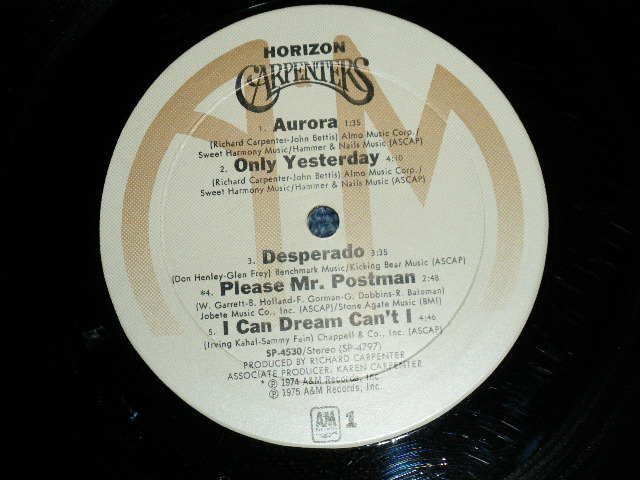 HORIZON
CARPENTERS
1. Aurora 1:35
(Richard Carpenter-John Bettis) Almo Music Corp./
Sweet Harmony Music/Hammer & Nails Music (ASCAP)
2. Only Yesterday 4:10
(Richard Carpenter-John Bettis) Almo Music Corp./
Sweet Harmony Music/Hammer & Nails Music (ASCAP)
3. Desperado 3:35
(Don Henley-Glen Frey) Benchmark Music/Kicking Bear Music (ASCAP)
*4. Please Mr. Postman 2:48
(W. Garrett-B. Holland-F. Gorman-G. Dobbins-R. Bateman)
Jobete Music Co., Inc. (ASCAP)/Stone Agate Music (BMI)
5. I Can Dream Can't I 4:46
(Irving Kahal-Sammy Fain) Chappell & Co., Inc. (ASCAP)
SP-4530/Stereo (SP-4797)
PRODUCED BY RICHARD CARPENTER
ASSOCIATE PRODUCER: KAREN CARPENTER
* ℗ 1974 A&M Records, Inc
℗ 1975 A&M Records, Inc.
A&M 1